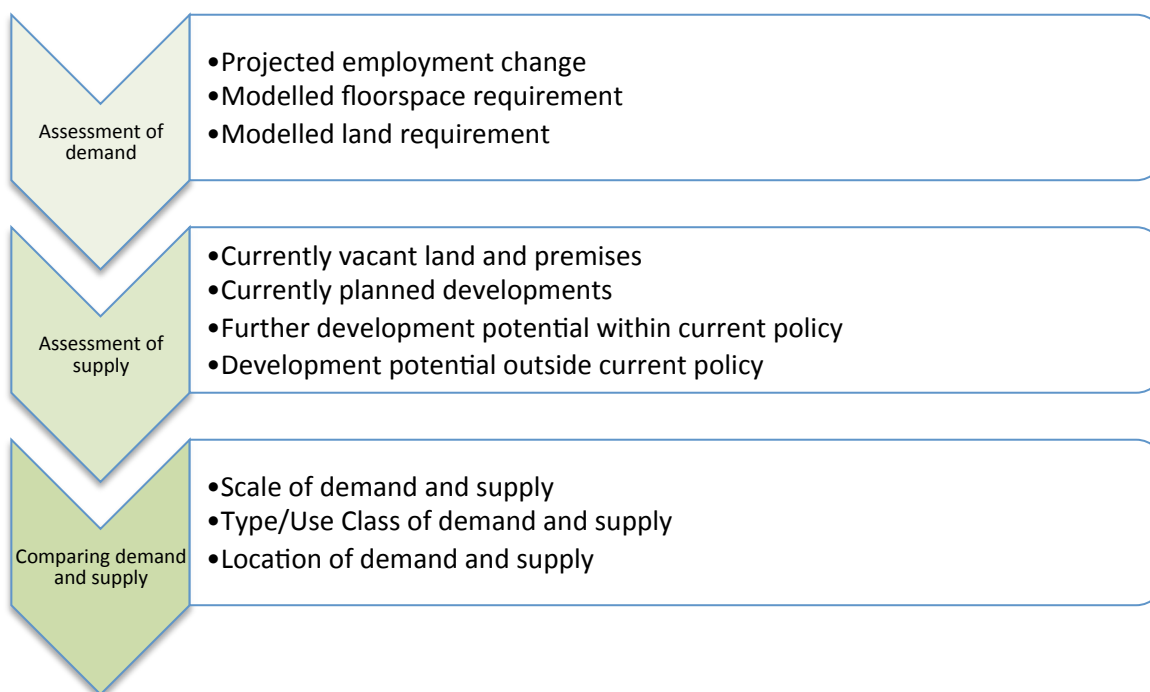 Assessment of
demand
•Projected employment change
•Modelled floorspace requirement
•Modelled land requirement
Assessment of
supply
•Currently vacant land and premises
•Currently planned developments
•Further development potential within current policy
•Development potential outside current policy
Comparing demand
and supply
•Scale of demand and supply
•Type/Use Class of demand and supply
•Location of demand and supply